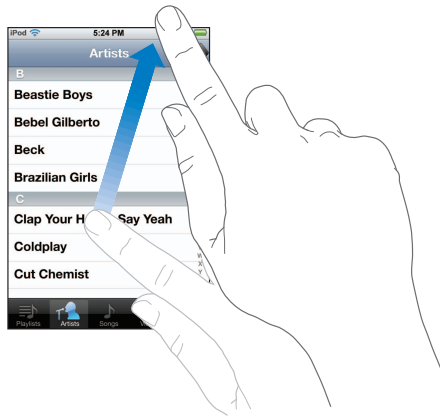 iPod 5:24 PM
Artists
B
Beastie Boys
Bebel Gilberto
Beck
Brazilian Girls
C
Clap Your H Say Yeah
Coldplay
Cut Chemist
W
X
Y
Playlists Artists Songs